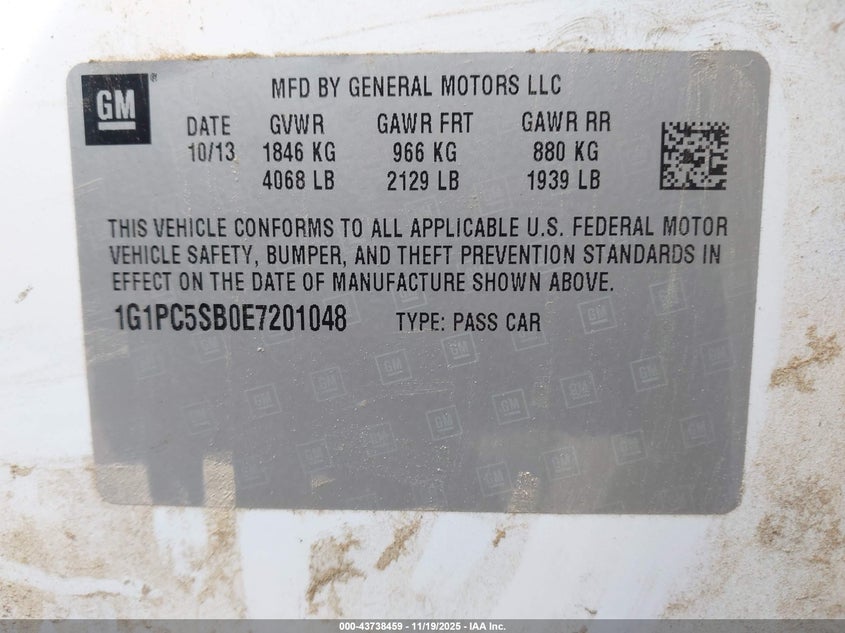 GM
®
MFD BY GENERAL MOTORS LLC
DATE GVWR GAWR FRT GAWR RR
10/13 1846 KG 966 KG 880 KG
4068 LB 2129 LB 1939 LB
THIS VEHICLE CONFORMS TO ALL APPLICABLE U.S. FEDERAL MOTOR
VEHICLE SAFETY, BUMPER, AND THEFT PREVENTION STANDARDS IN
EFFECT ON THE DATE OF MANUFACTURE SHOWN ABOVE.
1G1PC5SB0E7201048 TYPE: PASS CAR
000-43738459 - 11/19/2025 - IAA Inc.